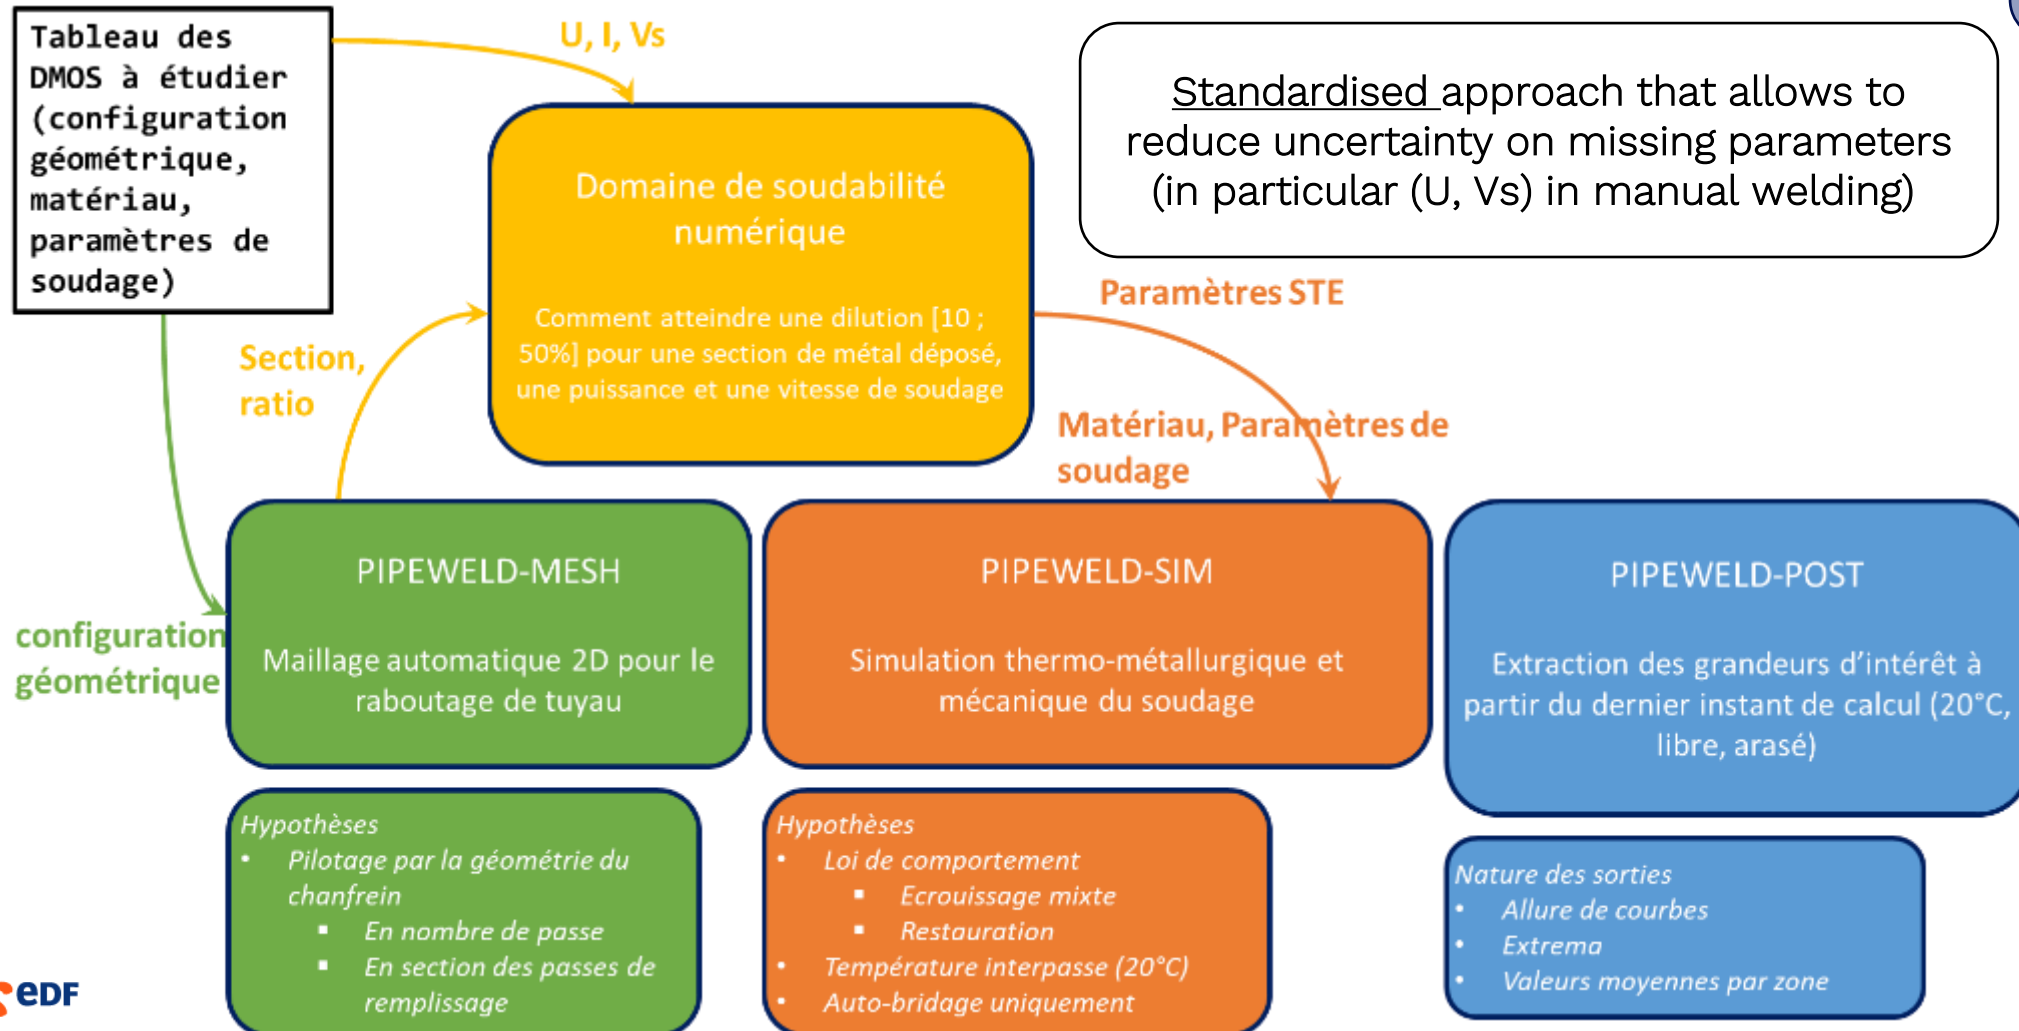 Tableau des
DMOS à étudier
(configuration
géométrique,
matériau,
paramètres de
soudage)
U, I, Vs
Standardised approach that allows to
reduce uncertainty on missing parameters
(in particular (U, Vs) in manual welding)
Domaine de soudabilité
numérique
Comment atteindre une dilution [10 ;
50%] pour une section de métal déposé,
une puissance et une vitesse de soudage
Section,
ratio
Paramètres STE
Matériau, Paramètres de
soudage
configuration
géométrique
PIPEWELD-MESH
Maillage automatique 2D pour le
raboutage de tuyau
PIPEWELD-SIM
Simulation thermo-métallurgique et
mécanique du soudage
PIPEWELD-POST
Extraction des grandeurs d'intérêt à
partir du dernier instant de calcul (20°C,
libre, arasé)
Hypothèses
• Pilotage par la géométrie du
chanfrein
▪ En nombre de passe
▪ En section des passes de
remplissage
Hypothèses
• Loi de comportement
▪ Ecrouissage mixte
▪ Restauration
• Température interpasse (20°C)
• Auto-bridage uniquement
Nature des sorties
• Allure de courbes
• Extrema
• Valeurs moyennes par zone
eDF